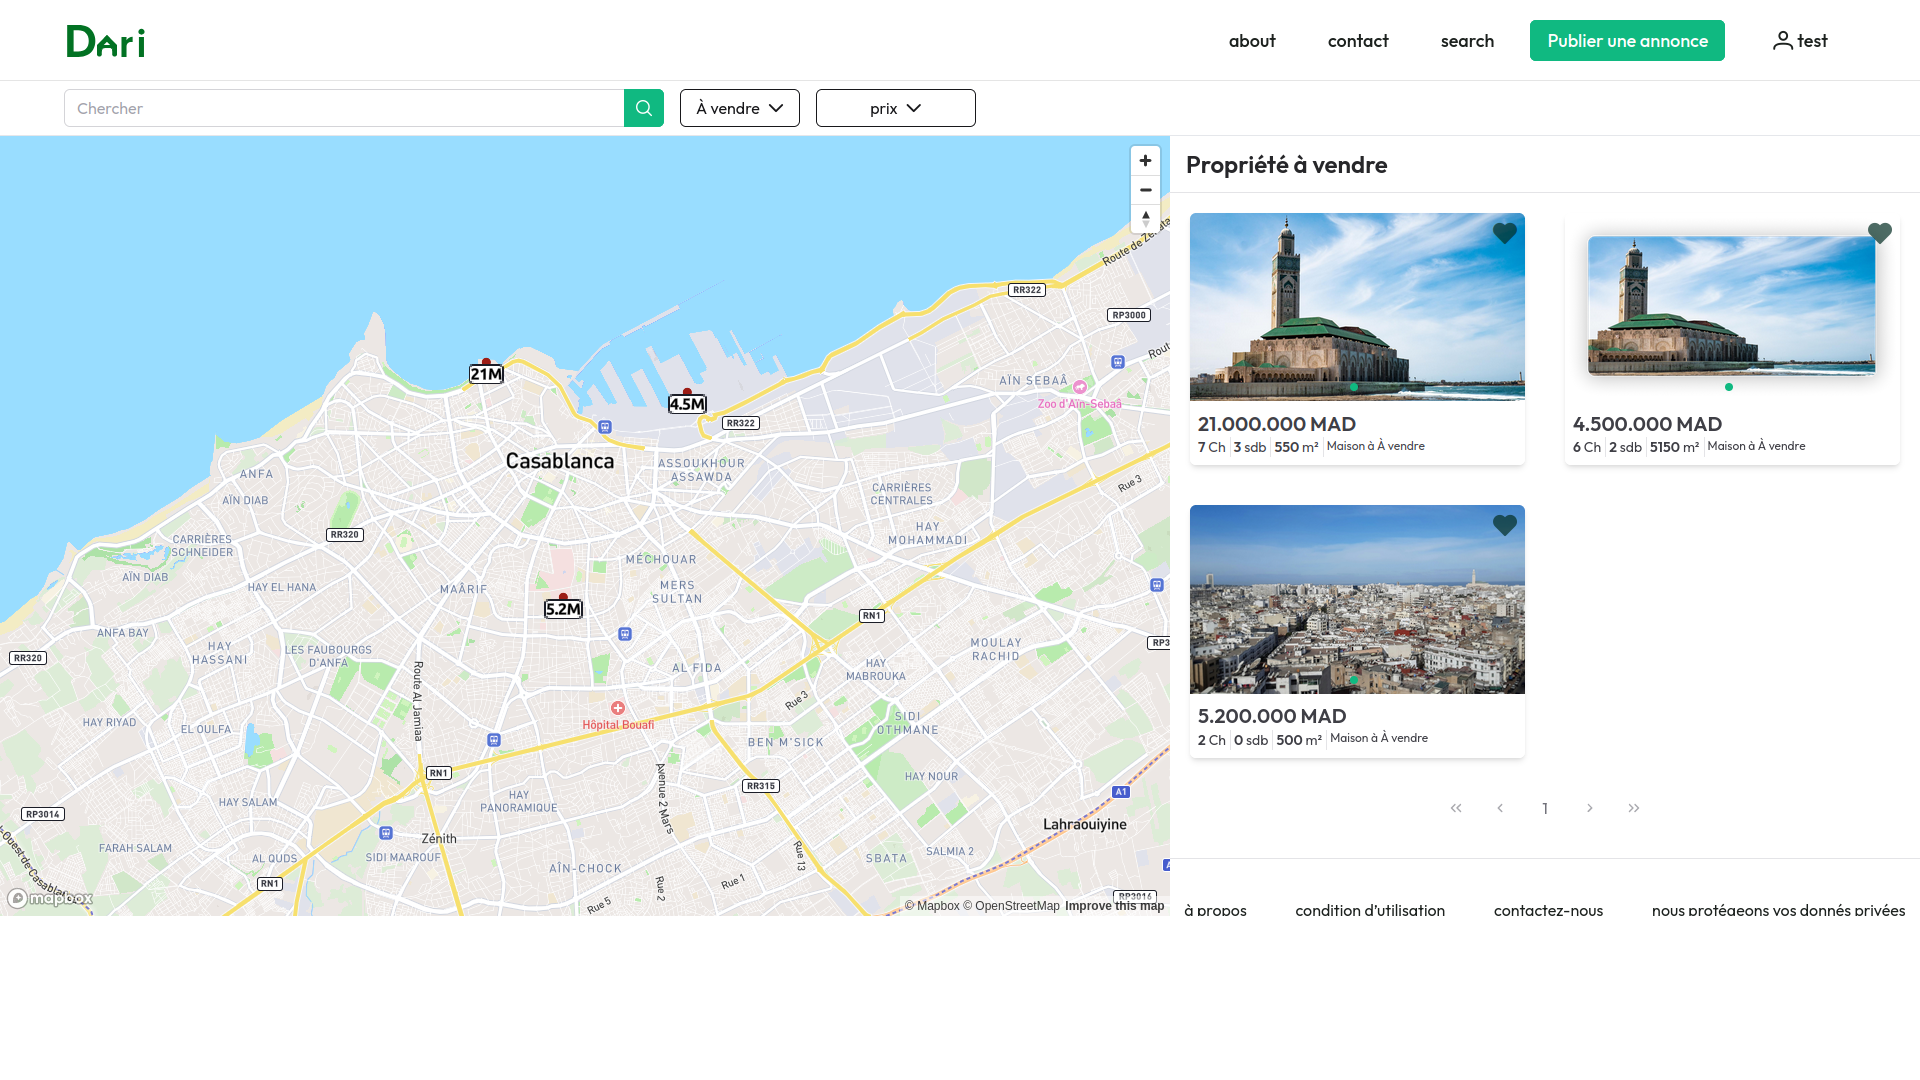 Dari
about
contact
search
Publier une annonce
test
Chercher
À vendre
prix
Propriété à vendre
Route de Zenata
RR322
RP3000
AÏN SEBAÂ
Zoo d'Aïn-Sebaâ
21M
4.5M
RR322
Casablanca
ASSOUKHOUR
ASSAWDA
ANFA
AÏN DIAB
CARRIÈRES
CENTRALES
Rue 3
RR320
CARRIÈRES
SCHNEIDER
HAY
MOHAMMADI
MÉCHOUAR
AÏN DIAB
HAY EL HANA
MAÂRIF
MERS
SULTAN
5.2M
RN1
ANFA BAY
HAY
HASSANI
LES FAUBOURGS
D'ANFA
MOULAY
RACHID
RP3
RR320
AL FIDA
HAY
MABROUKA
Route Al Jamiaa
Rue 3
HAY RIYAD
EL OULFA
Hôpital Bouafi
SIDI
OTHMANE
BEN M'SICK
RN1
RR315
HAY NOUR
Avenue 2 Mars
A1
HAY SALAM
HAY
PANORAMIQUE
RP3014
Lahraouiyine
Zénith
FARAH SALAM
AL QUDS
SIDI MAAROUF
SALMIA 2
SBATA
AÏN-CHOCK
Rue 13
Rue 1
Rue 2
Rue 5
RN1
RP3016
mapbox
© Mapbox © OpenStreetMap Improve this map
21.000.000 MAD
7 Ch 3 sdb 550 m² Maison à À vendre
4.500.000 MAD
6 Ch 2 sdb 5150 m² Maison à À vendre
5.200.000 MAD
2 Ch 0 sdb 500 m² Maison à À vendre
1
à propos
condition d'utilisation
contactez-nous
nous protégeons vos donnés privées